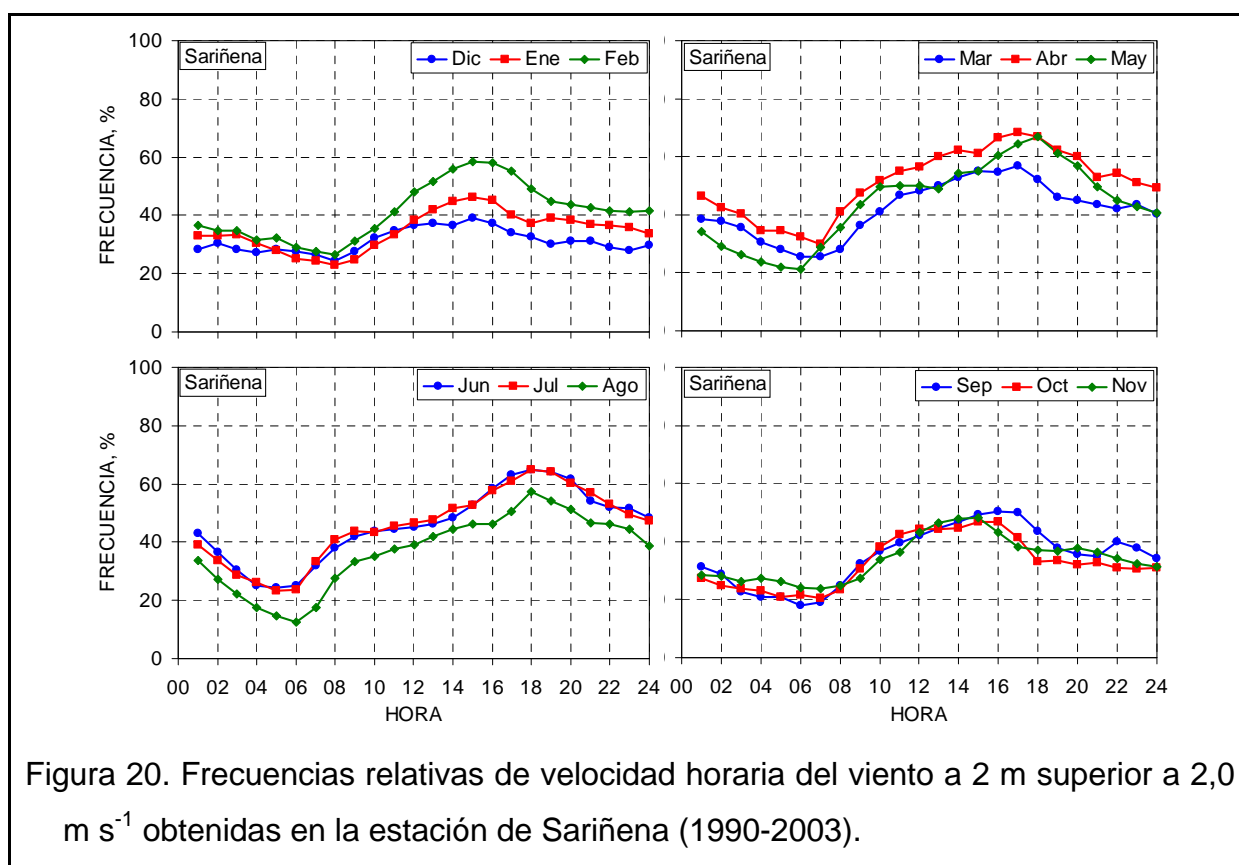 100
80
60
40
20
0
FRECUENCIA, %
Sariñena
Dic Ene Feb
Sariñena
Mar Abr May
100
80
60
40
20
0
FRECUENCIA, %
Sariñena
Jun Jul Ago
00 02 04 06 08 10 12 14 16 18 20 22 24
HORA
Sariñena
Sep Oct Nov
00 02 04 06 08 10 12 14 16 18 20 22 24
HORA
Figura 20. Frecuencias relativas de velocidad horaria del viento a 2 m superior a 2,0
m s⁻¹ obtenidas en la estación de Sariñena (1990-2003).